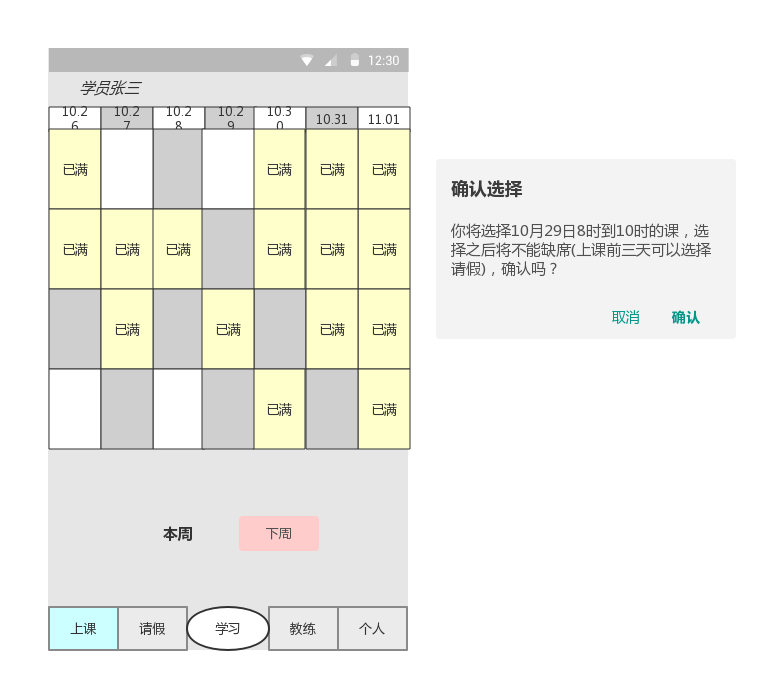 12:30
学员张三
10.26 10.27 10.28 10.29 10.30 10.31 11.01
已满 已满 已满 已满
已满 已满 已满 已满 已满 已满
已满 已满 已满 已满
已满 已满
本周 下周
上课 请假 学习 教练 个人
确认选择
你将选择10月29日8时到10时的课，选
择之后将不能缺席(上课前三天可以选择
请假)，确认吗？
取消 确认